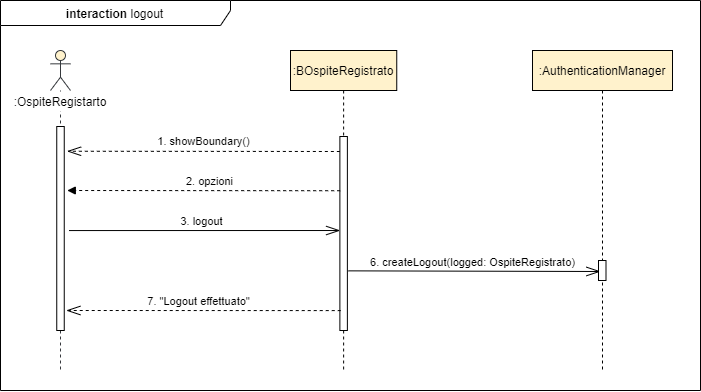 interaction logout
:OspiteRegistarto
:BOspiteRegistrato
:AuthenticationManager
1. showBoundary()
2. opzioni
3. logout
6. createLogout(logged: OspiteRegistrato)
7. "Logout effettuato"